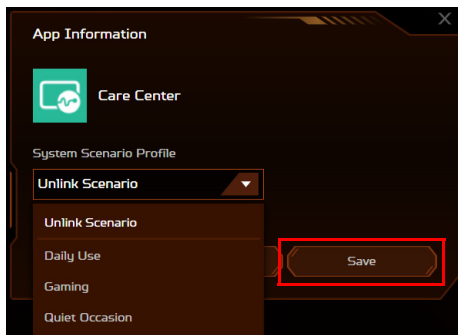 App Information
Care Center
System Scenario Profile
Unlink Scenario
Unlink Scenario
Daily Use
Gaming
Quiet Occasion
Save